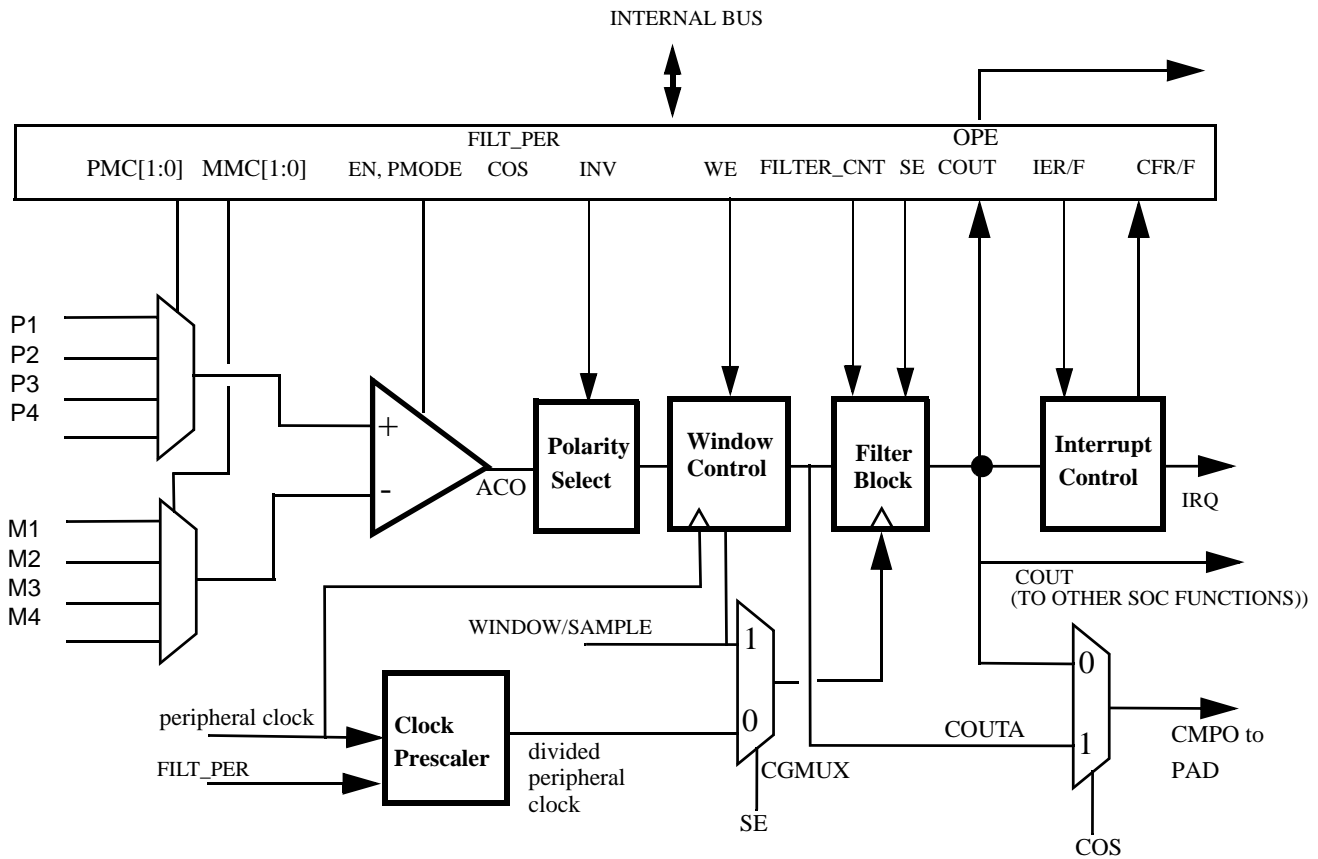 INTERNAL BUS
FILT_PER
OPE
PMC[1:0] MMC[1:0] EN, PMODE COS INV WE FILTER_CNT SE COUT IER/F CFR/F
P1
P2
P3
P4
+
-
ACO
Polarity
Select
Window
Control
Filter
Block
Interrupt
Control
IRQ
M1
M2
M3
M4
COUT
(TO OTHER SOC FUNCTIONS))
WINDOW/SAMPLE
1
0
CGMUX
SE
peripheral clock
FILT_PER
Clock
Prescaler
divided
peripheral
clock
COUTA
0
1
CMPO to
PAD
COS